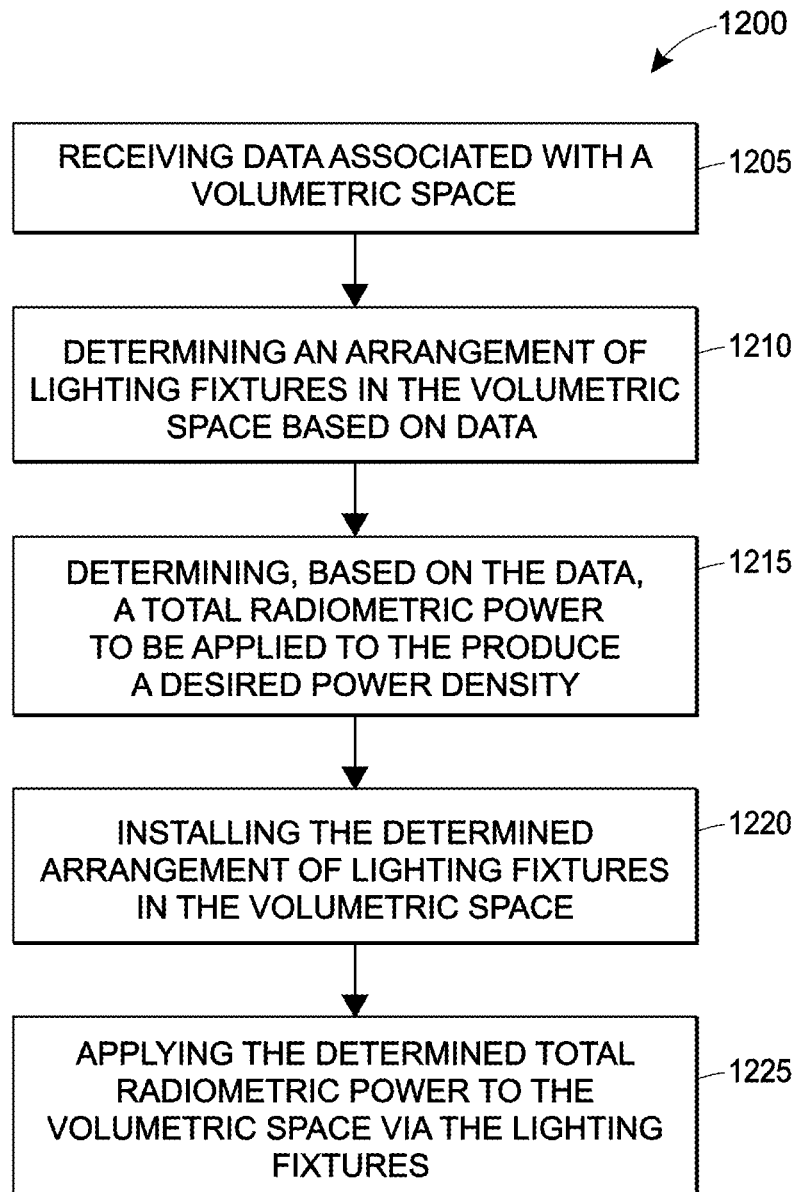 1200
RECEIVING DATA ASSOCIATED WITH A
VOLUMETRIC SPACE
1205
DETERMINING AN ARRANGEMENT OF
LIGHTING FIXTURES IN THE VOLUMETRIC
SPACE BASED ON DATA
1210
DETERMINING, BASED ON THE DATA,
A TOTAL RADIOMETRIC POWER
TO BE APPLIED TO THE PRODUCE
A DESIRED POWER DENSITY
1215
INSTALLING THE DETERMINED
ARRANGEMENT OF LIGHTING FIXTURES
IN THE VOLUMETRIC SPACE
1220
APPLYING THE DETERMINED TOTAL
RADIOMETRIC POWER TO THE
VOLUMETRIC SPACE VIA THE LIGHTING
FIXTURES
1225